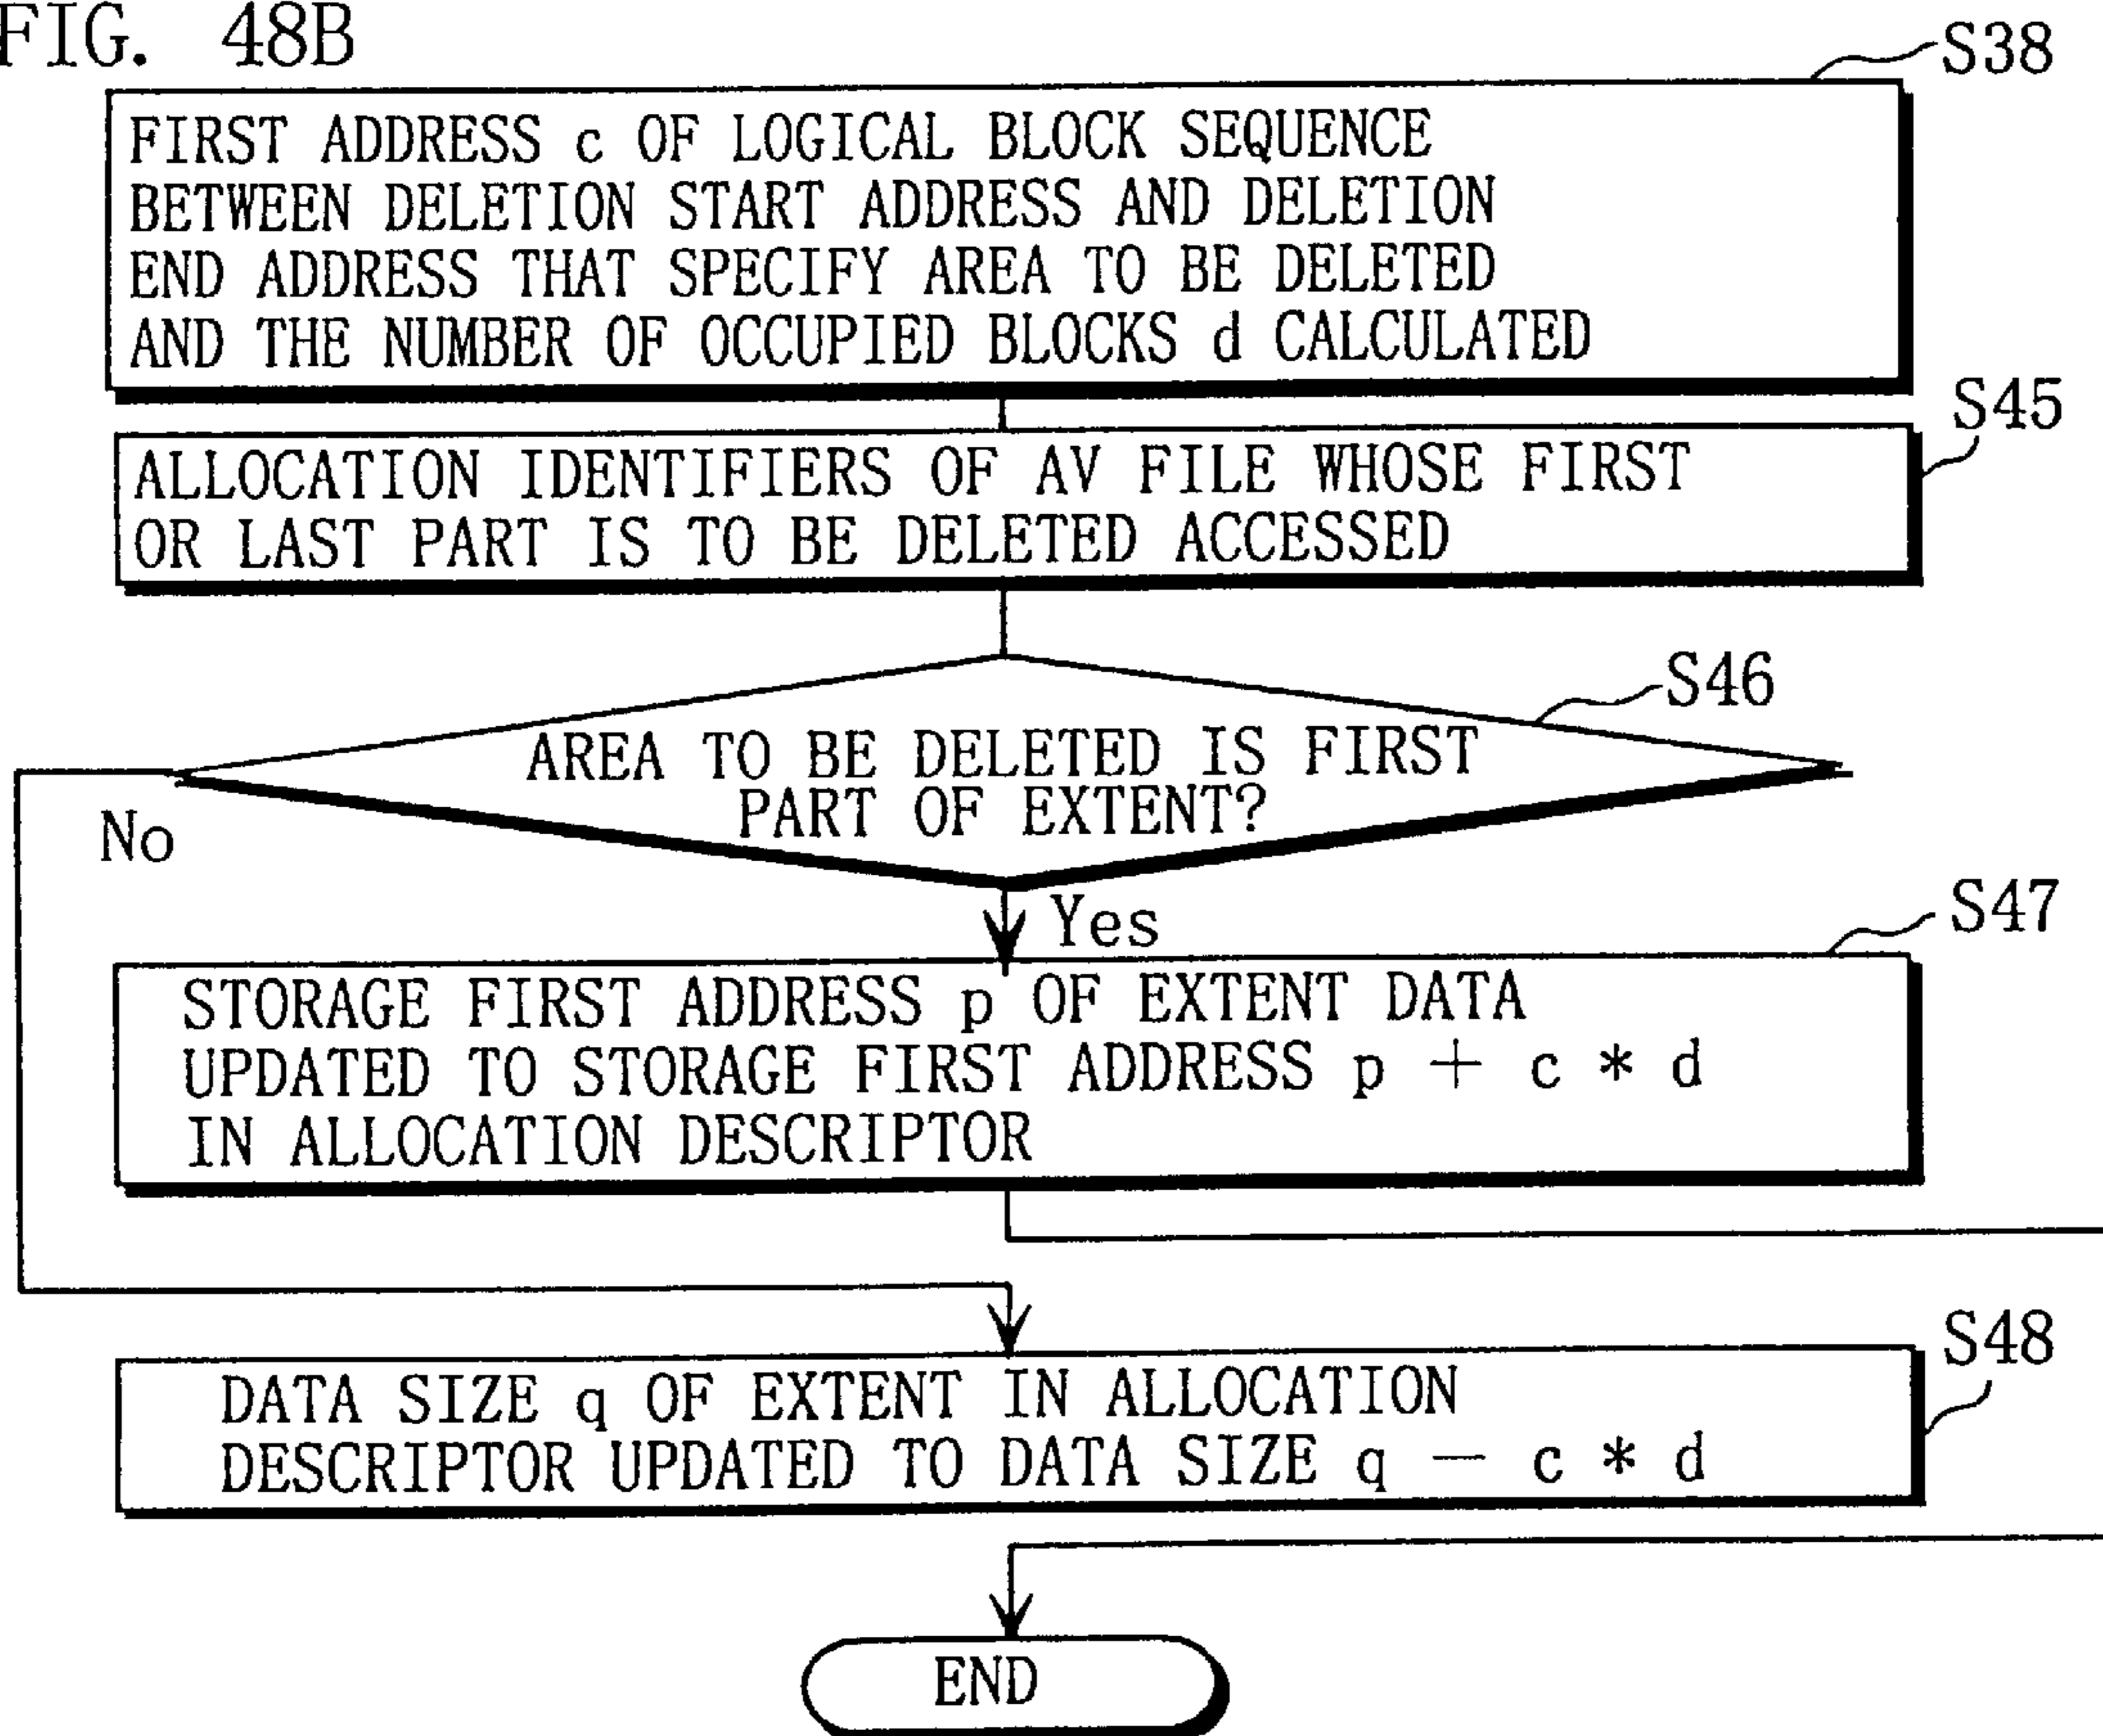 FIG. 48B
S38
FIRST ADDRESS c OF LOGICAL BLOCK SEQUENCE
BETWEEN DELETION START ADDRESS AND DELETION
END ADDRESS THAT SPECIFY AREA TO BE DELETED
AND THE NUMBER OF OCCUPIED BLOCKS d CALCULATED
S45
ALLOCATION IDENTIFIERS OF AV FILE WHOSE FIRST
OR LAST PART IS TO BE DELETED ACCESSED
S46
AREA TO BE DELETED IS FIRST
PART OF EXTENT?
No
Yes
S47
STORAGE FIRST ADDRESS p OF EXTENT DATA
UPDATED TO STORAGE FIRST ADDRESS p + c * d
IN ALLOCATION DESCRIPTOR
S48
DATA SIZE q OF EXTENT IN ALLOCATION
DESCRIPTOR UPDATED TO DATA SIZE q - c * d
END